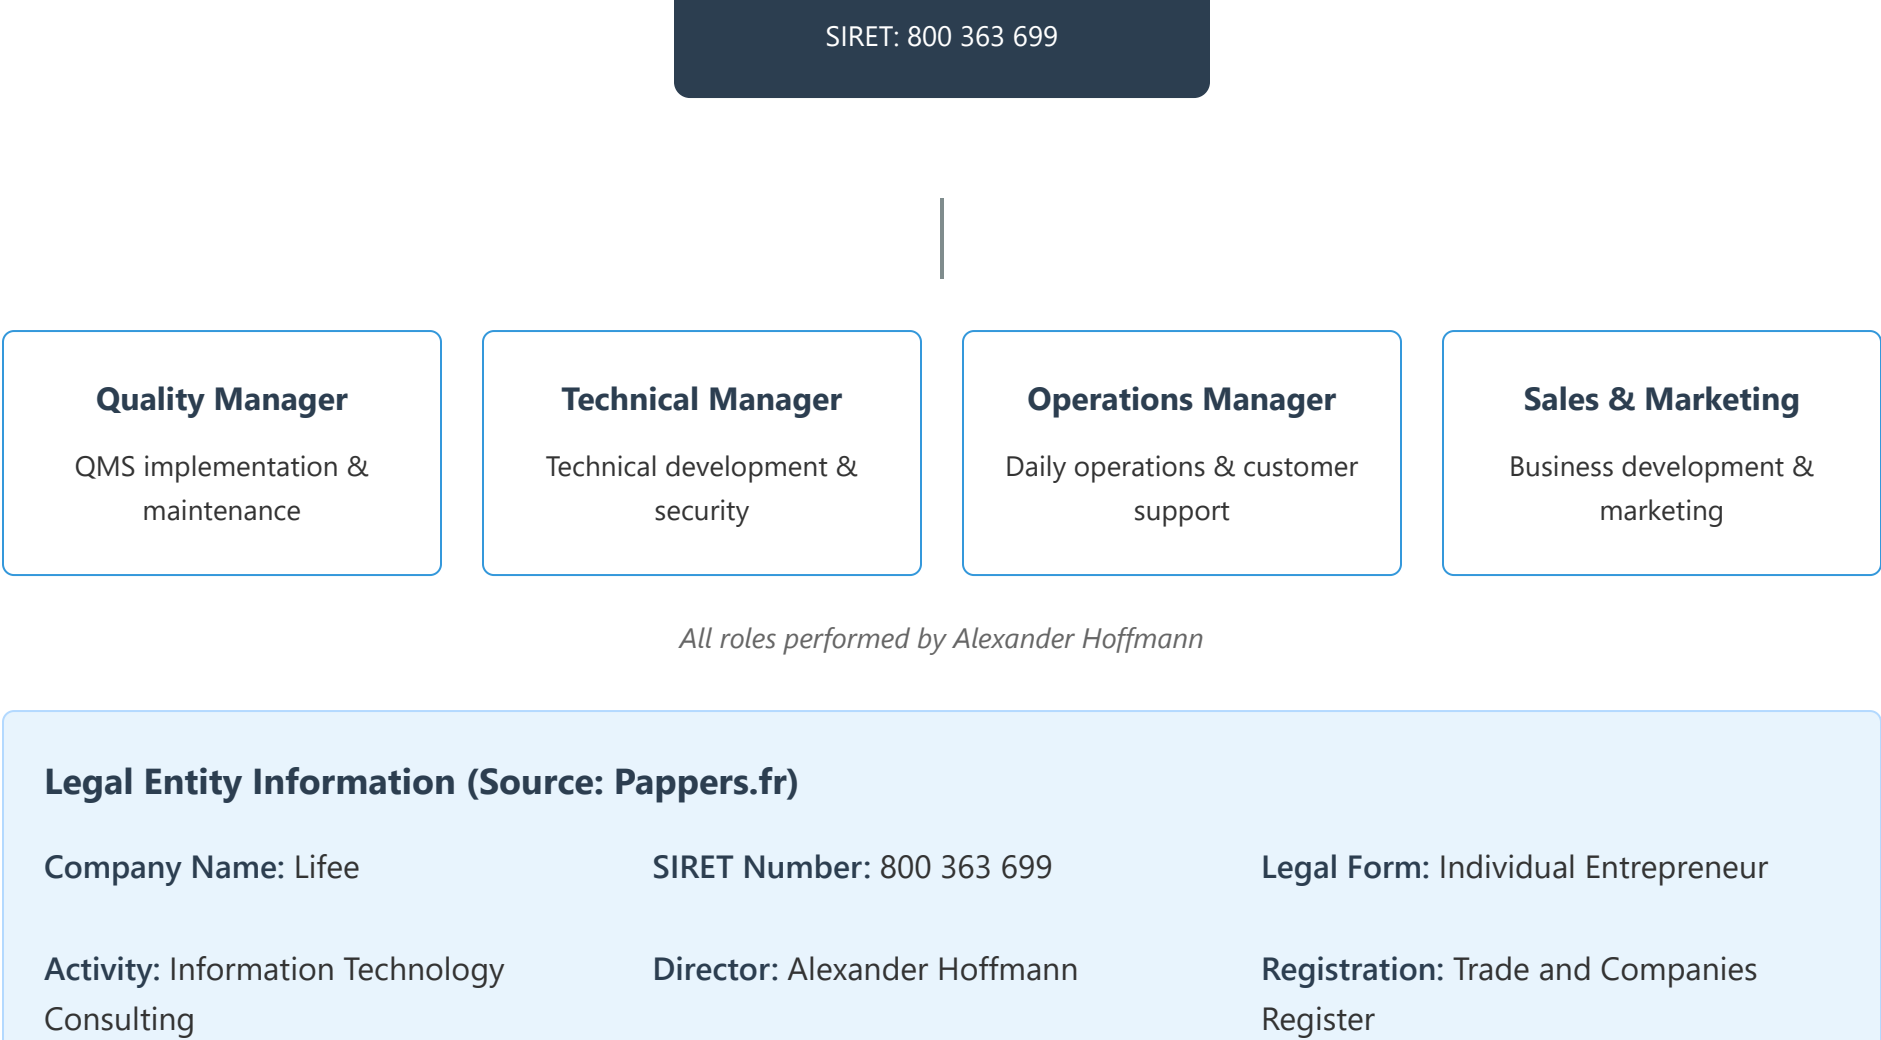 SIRET: 800 363 699
Quality Manager
QMS implementation &
maintenance
Technical Manager
Technical development &
security
Operations Manager
Daily operations & customer
support
Sales & Marketing
Business development &
marketing
All roles performed by Alexander Hoffmann
Legal Entity Information (Source: Pappers.fr)
Company Name: Lifee
SIRET Number: 800 363 699
Legal Form: Individual Entrepreneur
Activity: Information Technology
Consulting
Director: Alexander Hoffmann
Registration: Trade and Companies
Register